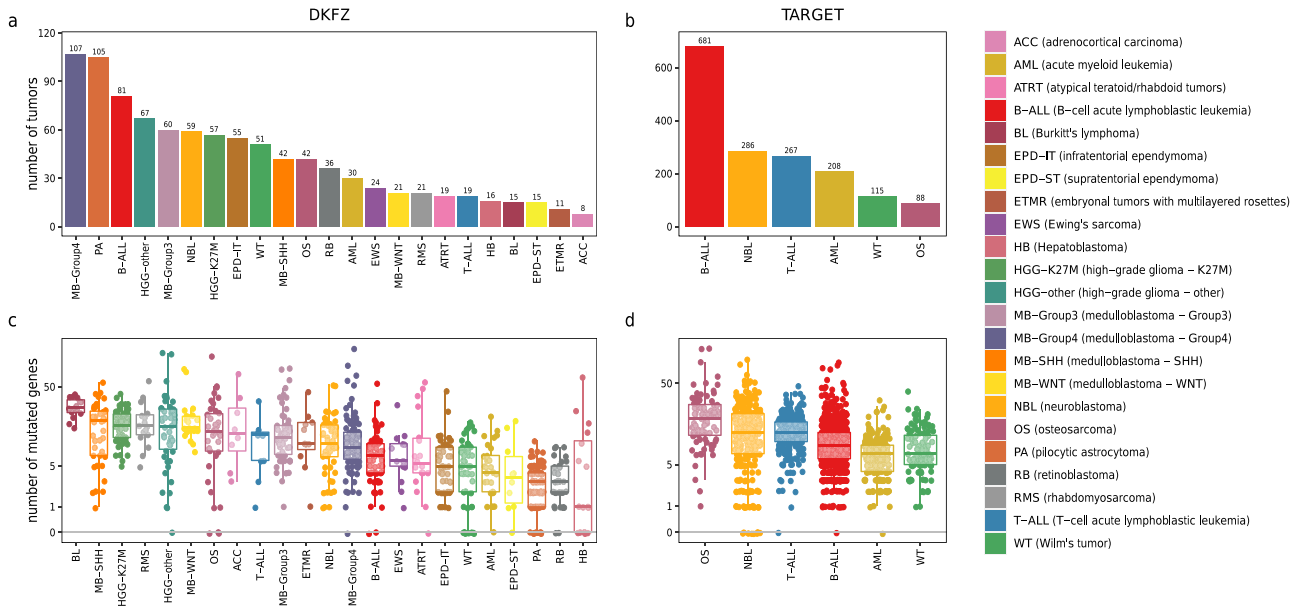 DKFZ
TARGET
a
number of tumors
120
90
60
30
0
107
105
81
67
60
59
57
55
51
42
42
36
30
24
21
21
19
19
16
15
15
11
8
MB−Group4
PA
B−ALL
HGG−other
MB−Group3
NBL
HGG−K27M
EPD−IT
WT
MB−SHH
OS
RB
AML
EWS
MB−WNT
RMS
ATRT
T−ALL
HB
BL
EPD−ST
ETMR
ACC
b
600
400
200
0
681
286
267
208
115
88
B−ALL
NBL
T−ALL
AML
WT
OS
c
number of mutated genes
50
5
1
0
BL
MB−SHH
HGG−K27M
RMS
HGG−other
MB−WNT
OS
ACC
T−ALL
MB−Group3
ETMR
NBL
MB−Group4
B−ALL
EWS
ATRT
EPD−IT
WT
AML
EPD−ST
PA
RB
HB
d
50
5
1
0
OS
NBL
T−ALL
B−ALL
AML
WT
ACC (adrenocortical carcinoma)
AML (acute myeloid leukemia)
ATRT (atypical teratoid/rhabdoid tumors)
B−ALL (B−cell acute lymphoblastic leukemia)
BL (Burkitt's lymphoma)
EPD−IT (infratentorial ependymoma)
EPD−ST (supratentorial ependymoma)
ETMR (embryonal tumors with multilayered rosettes)
EWS (Ewing's sarcoma)
HB (Hepatoblastoma)
HGG−K27M (high−grade glioma − K27M)
HGG−other (high−grade glioma − other)
MB−Group3 (medulloblastoma − Group3)
MB−Group4 (medulloblastoma − Group4)
MB−SHH (medulloblastoma − SHH)
MB−WNT (medulloblastoma − WNT)
NBL (neuroblastoma)
OS (osteosarcoma)
PA (pilocytic astrocytoma)
RB (retinoblastoma)
RMS (rhabdomyosarcoma)
T−ALL (T−cell acute lymphoblastic leukemia)
WT (Wilm's tumor)